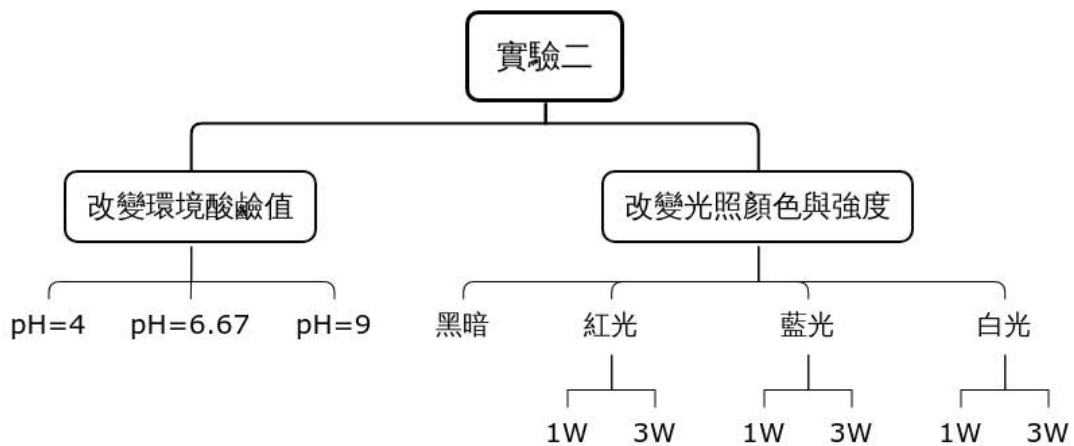 實驗二
改變環境酸鹼值
改變光照顏色與強度
pH=4
pH=6.67
pH=9
黑暗
紅光
藍光
白光
1W
3W
1W
3W
1W
3W